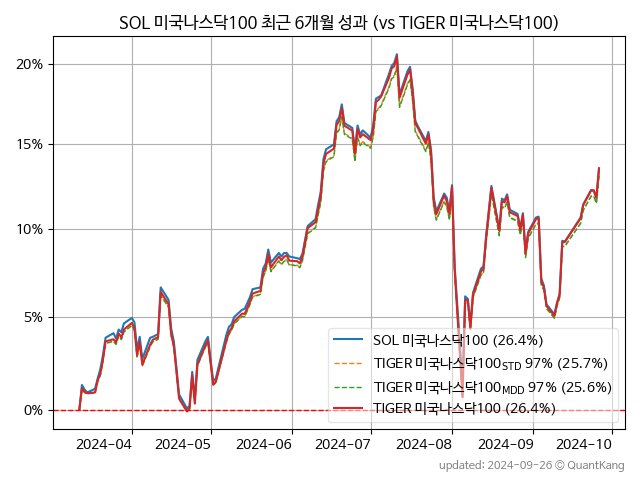 SOL 미국나스닥100 최근 6개월 성과 (vs TIGER 미국나스닥100)
20%
15%
10%
5%
0%
SOL 미국나스닥100 (26.4%)
TIGER 미국나스닥100STD 97% (25.7%)
TIGER 미국나스닥100MDD 97% (25.6%)
TIGER 미국나스닥100 (26.4%)
2024-04 2024-05 2024-06 2024-07 2024-08 2024-09 2024-10
updated: 2024-09-26 © QuantKang